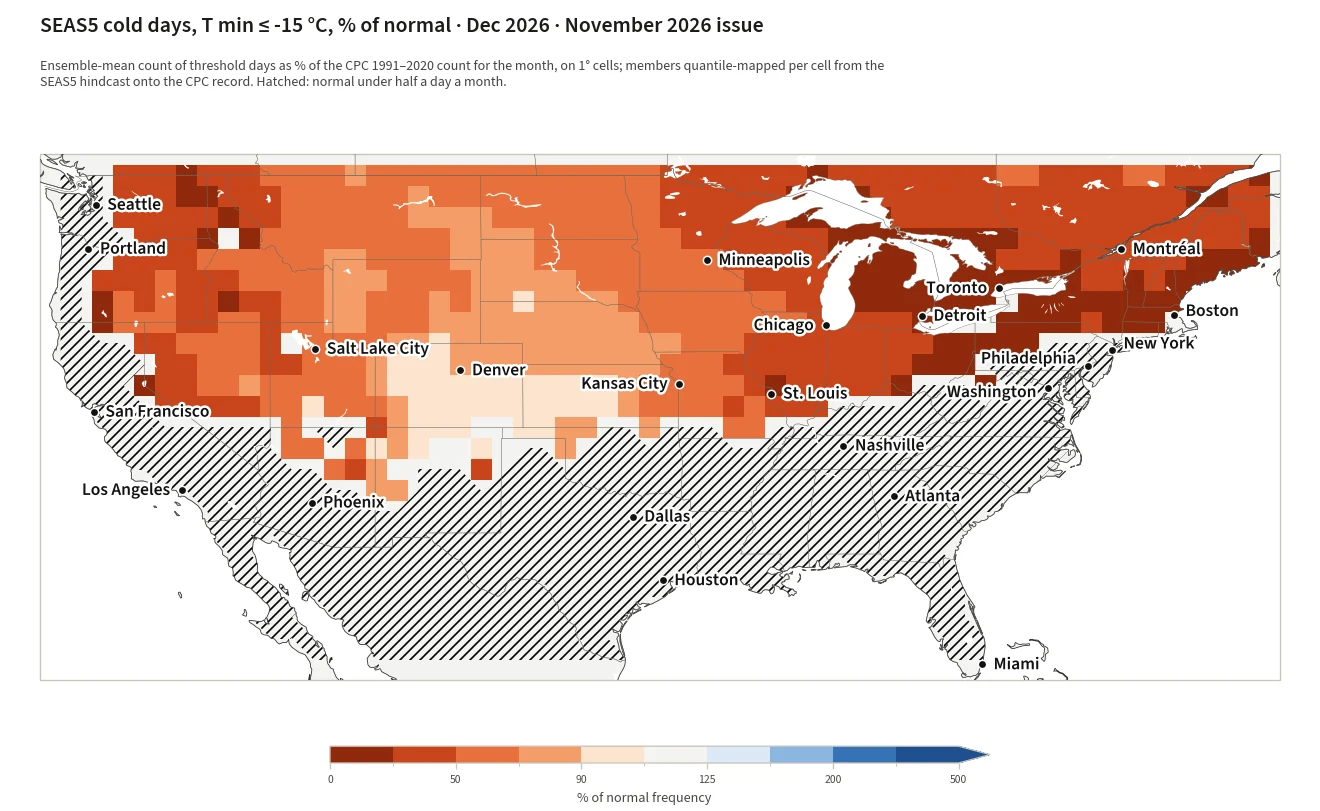 SEAS5 cold days, T min ≤ -15 °C, % of normal · Dec 2026 · November 2026 issue
Ensemble-mean count of threshold days as % of the CPC 1991–2020 count for the month, on 1° cells; members quantile-mapped per cell from the
SEAS5 hindcast onto the CPC record. Hatched: normal under half a day a month.
Seattle
Portland
Montréal
Minneapolis
Toronto
Boston
Detroit
Chicago
New York
Salt Lake City
Philadelphia
Denver
Kansas City
St. Louis
Washington
San Francisco
Nashville
Los Angeles
Phoenix
Atlanta
Dallas
Houston
Miami
0 50 90 125 200 500
% of normal frequency